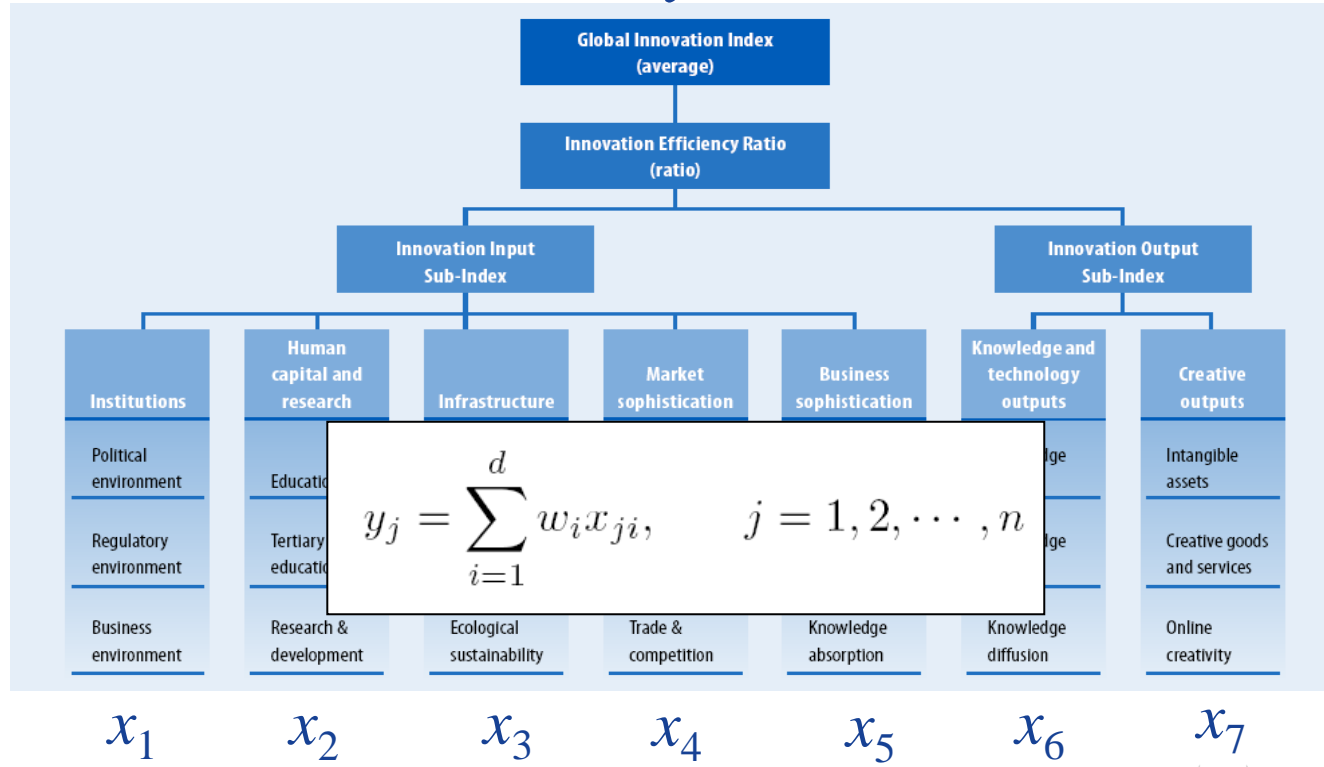 Global Innovation Index
(average)
Innovation Efficiency Ratio
(ratio)
Innovation Input
Sub-Index
Innovation Output
Sub-Index
Institutions
Human
capital and
research
Infrastructure
Market
sophistication
Business
sophistication
Knowledge and
technology
outputs
Creative
outputs
Political
environment
Regulatory
environment
Business
environment
Tertiary
Research &
development
Ecological
sustainability
Trade &
competition
Knowledge
absorption
Knowledge
diffusion
Intangible
assets
Creative goods
and services
Online
creativity
y_j = \sum_{i=1}^{d} w_i x_{ji}, j = 1, 2, \cdots, n
x_1 x_2 x_3 x_4 x_5 x_6 x_7